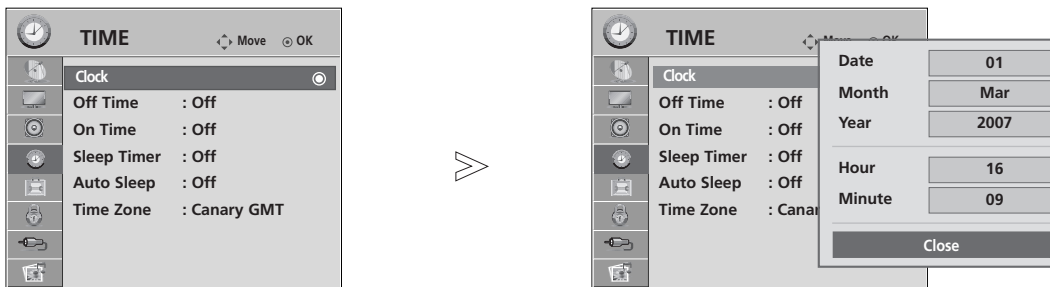 TIME Move OK
Clock
Off Time : Off
On Time : Off
Sleep Timer : Off
Auto Sleep : Off
Time Zone : Canary GMT
TIME
Clock
Off Time : Off
On Time : Off
Sleep Timer : Off
Auto Sleep : Off
Time Zone : Canar
Date 01
Month Mar
Year 2007
Hour 16
Minute 09
Close